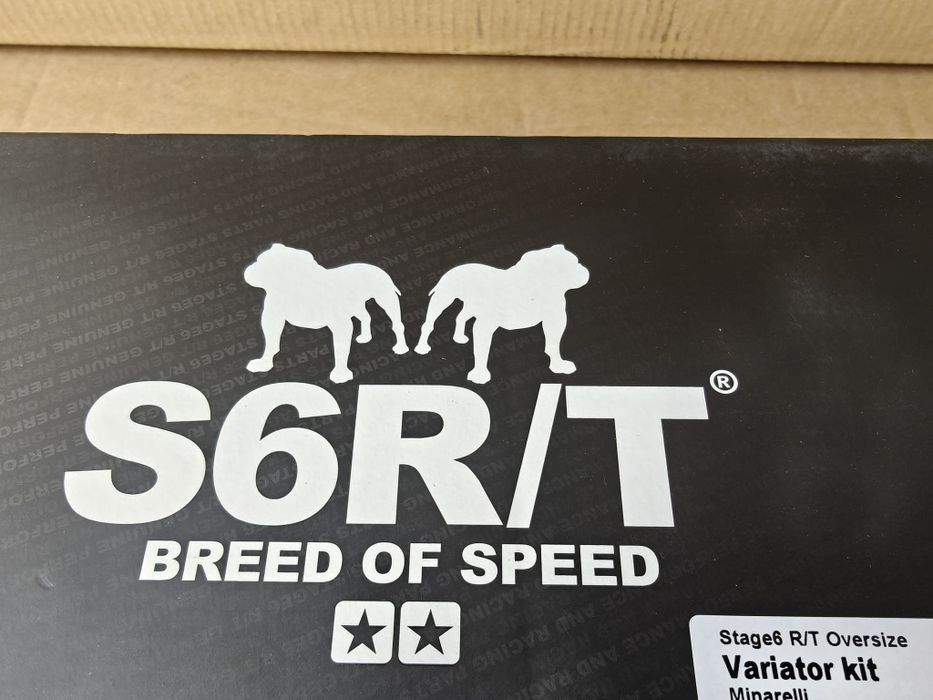 S6R/T®
BREED OF SPEED
Stage6 R/T Oversize
Variator kit
Minarelli